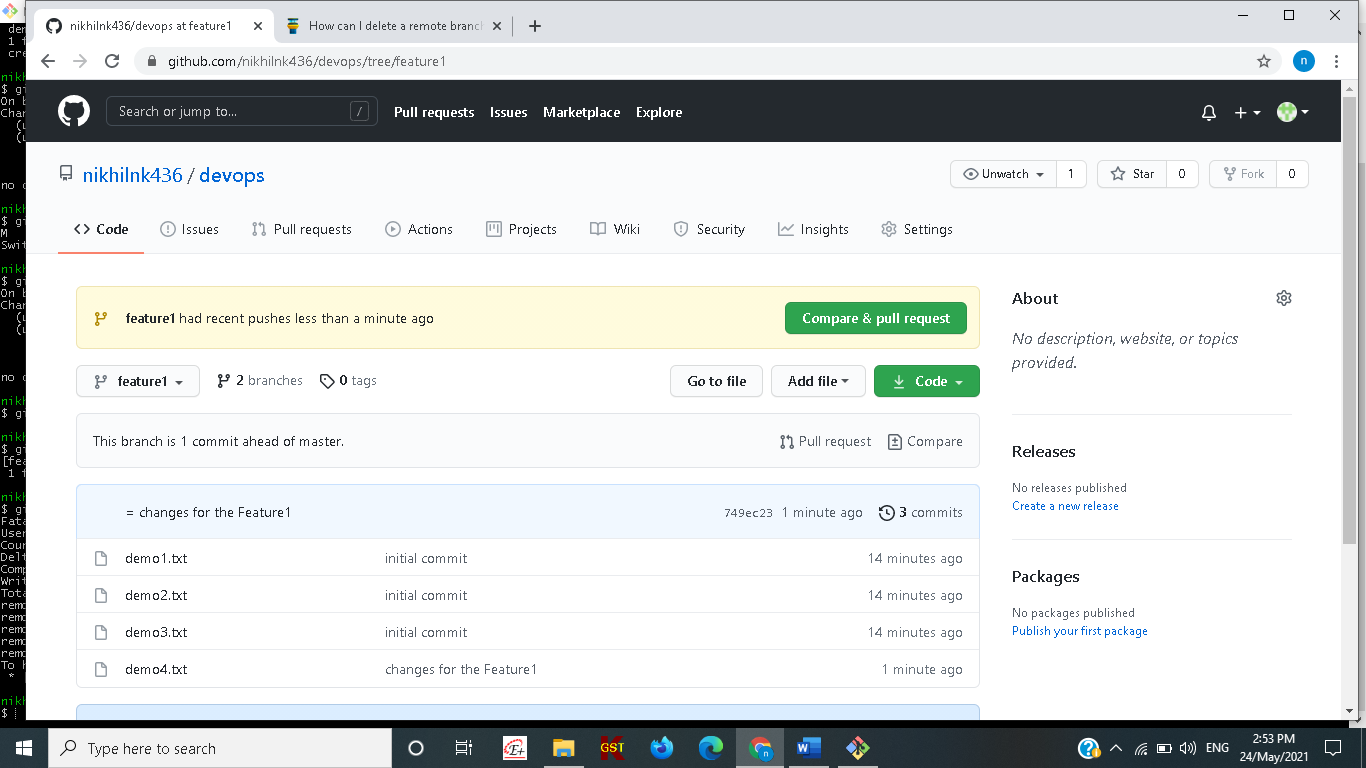 nikhilnk436/devops at feature1
How can I delete a remote branch
github.com/nikhilnk436/devops/tree/feature1
n
Search or jump to...
/
Pull requests
Issues
Marketplace
Explore
nikhilnk436 / devops
Unwatch
1
Star
0
Fork
0
Code
Issues
Pull requests
Actions
Projects
Wiki
Security
Insights
Settings
feature1 had recent pushes less than a minute ago
Compare & pull request
feature1
2 branches
0 tags
Go to file
Add file
Code
This branch is 1 commit ahead of master.
Pull request
Compare
= changes for the Feature1
749ec23 1 minute ago
3 commits
demo1.txt initial commit 14 minutes ago
demo2.txt initial commit 14 minutes ago
demo3.txt initial commit 14 minutes ago
demo4.txt changes for the Feature1 1 minute ago
About
No description, website, or topics
provided.
Releases
No releases published
Create a new release
Packages
No packages published
Publish your first package
Type here to search
GST
ENG
2:53 PM
24/May/2021